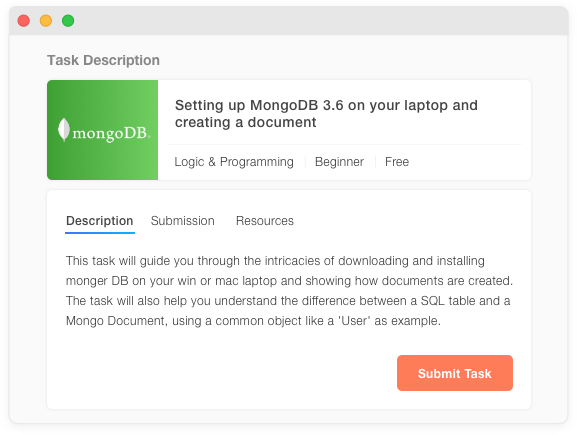 Task Description
mongoDB.
Setting up MongoDB 3.6 on your laptop and
creating a document
Logic & Programming Beginner Free
Description Submission Resources
This task will guide you through the intricacies of downloading and installing
monger DB on your win or mac laptop and showing how documents are created.
The task will also help you understand the difference between a SQL table and a
Mongo Document, using a common object like a 'User' as example.
Submit Task